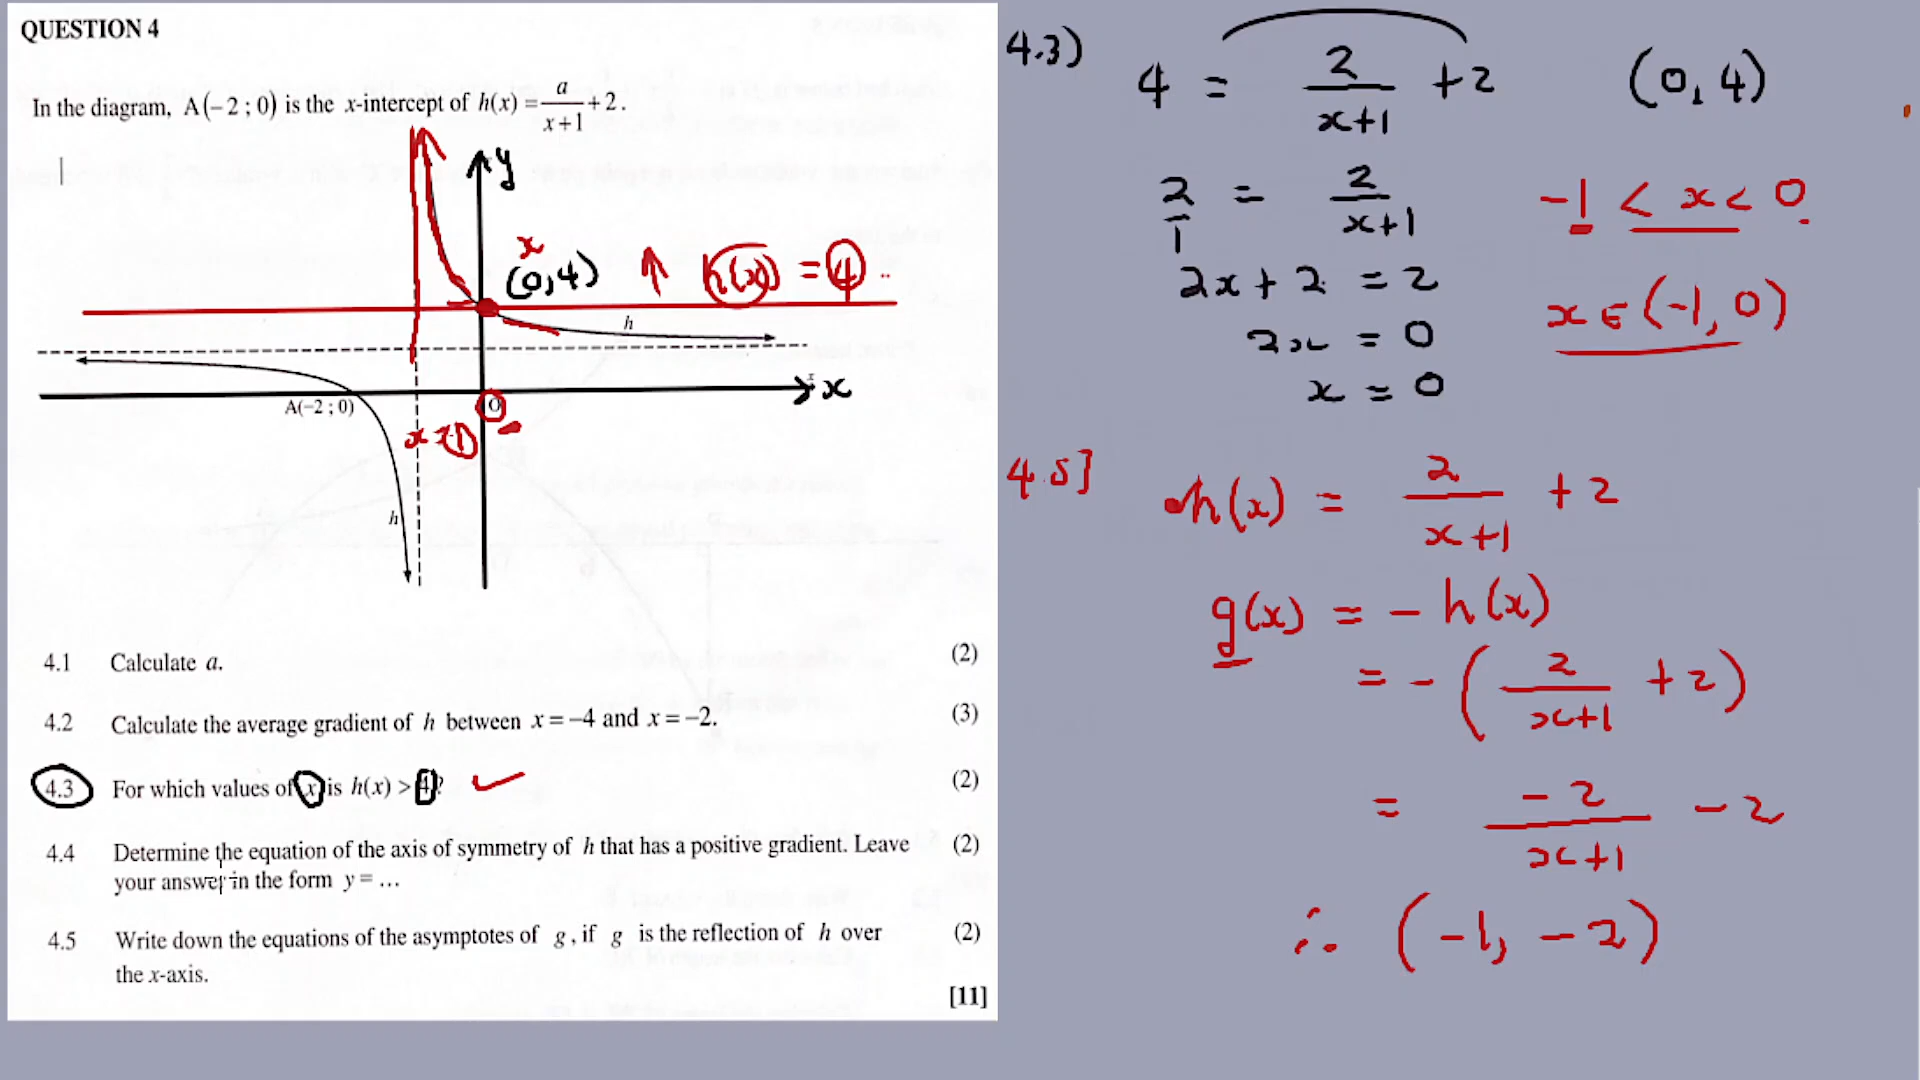 QUESTION 4
In the diagram, A(−2 ; 0) is the x-intercept of h(x) = a/(x+1) + 2.
y
x
(0,4) ↑ h(x) = 4 ..
h
x
A(−2 ; 0)
O
x = -1
h
4.1 Calculate a. (2)
4.2 Calculate the average gradient of h between x = −4 and x = −2. (3)
4.3 For which values of x is h(x) > 4? (2)
4.4 Determine the equation of the axis of symmetry of h that has a positive gradient. Leave (2)
your answer in the form y = ...
4.5 Write down the equations of the asymptotes of g, if g is the reflection of h over (2)
the x-axis.
[11]
4.3) 4 = 2/(x+1) + 2 (0,4)
2/1 = 2/(x+1) -1 < x < 0
2x + 2 = 2
x ∈ (-1, 0)
2x = 0
x = 0
4.5] h(x) = 2/(x+1) + 2
g(x) = - h(x)
= - (2/(x+1) + 2)
= -2/(x+1) - 2
∴ (-1, -2)